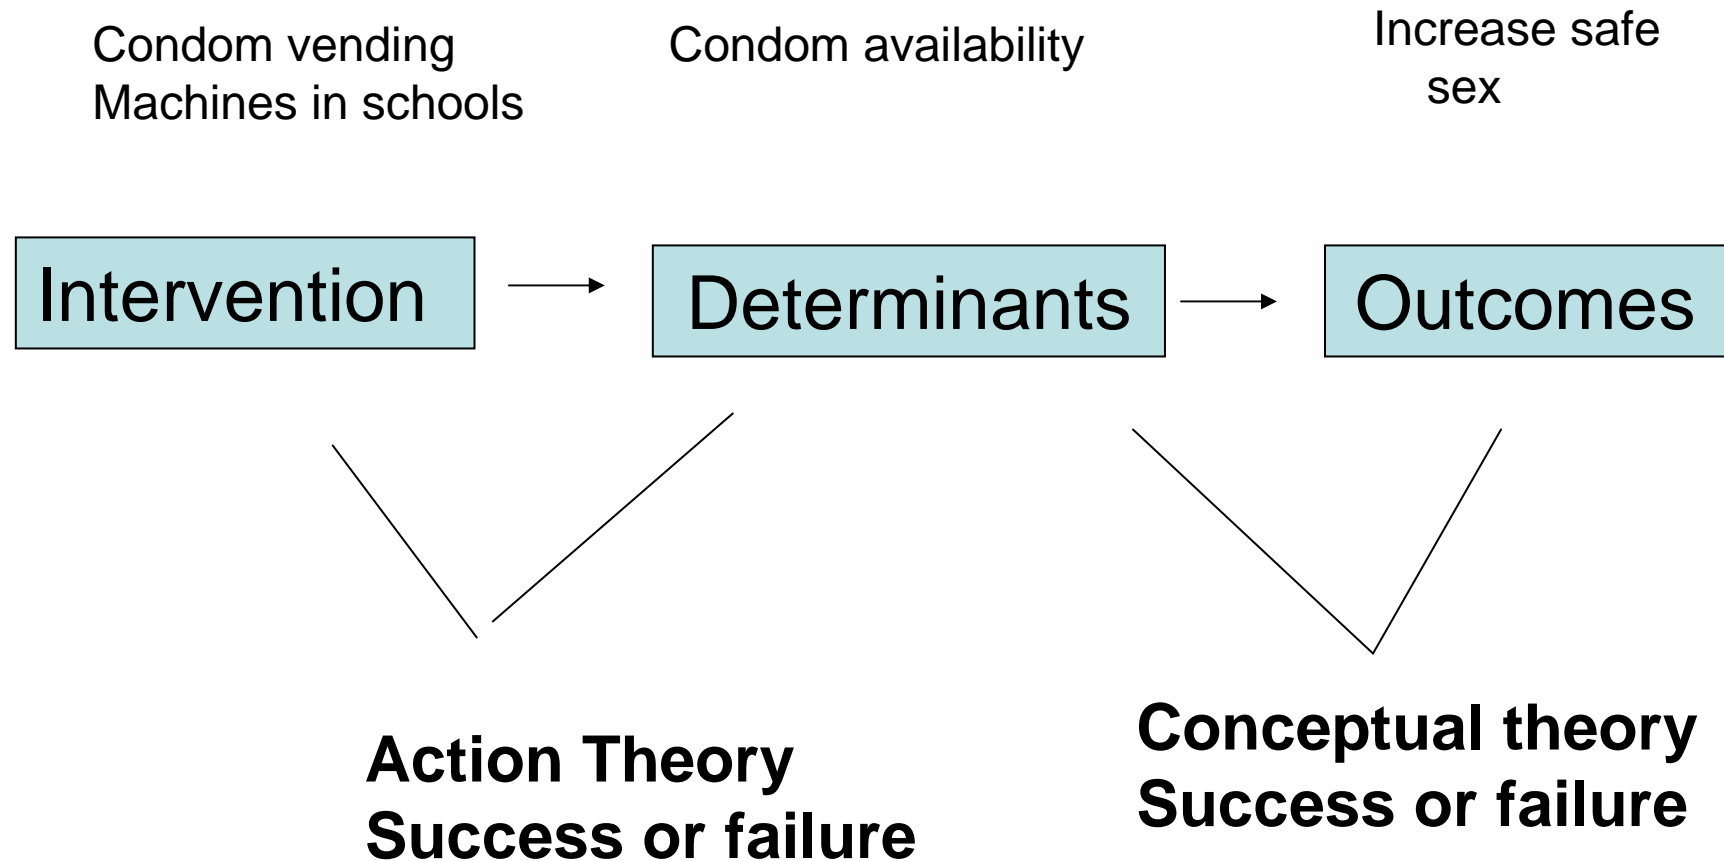 Condom vending
Machines in schools
Condom availability
Increase safe
sex
Intervention
Determinants
Outcomes
Action Theory
Success or failure
Conceptual theory
Success or failure